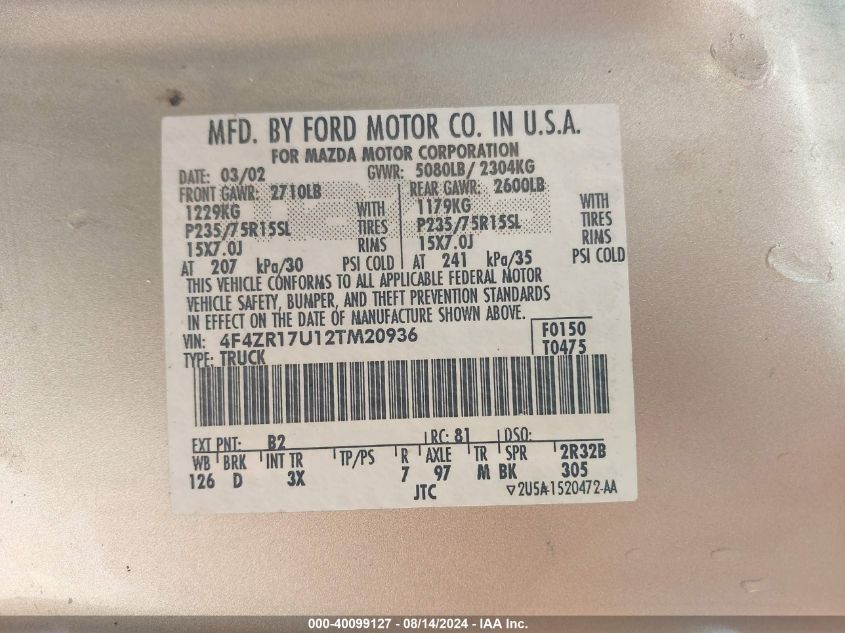 MFD. BY FORD MOTOR CO. IN U.S.A.
FOR MAZDA MOTOR CORPORATION
DATE: 03/02 GVWR: 5080LB/ 2304KG
FRONT GAWR: 2710LB REAR GAWR: 2600LB
1229KG WITH 1179KG WITH
P235/75R15SL TIRES P235/75R15SL TIRES
15X7.0J RIMS 15X7.0J RIMS
AT 207 kPa/30 PSI COLD AT 241 kPa/35 PSI COLD
THIS VEHICLE CONFORMS TO ALL APPLICABLE FEDERAL MOTOR
VEHICLE SAFETY, BUMPER, AND THEFT PREVENTION STANDARDS
IN EFFECT ON THE DATE OF MANUFACTURE SHOWN ABOVE.
VIN: 4F4ZR17U12TM20936 F0150
TYPE: TRUCK T0475
EXT PNT: B2 RC: 81 DSO:
WB BRK INT TR TP/PS R AXLE TR SPR 2R32B
126 D 3X 7 97 M BK 305
JTC ▽2U5A-1520472-AA
000-40099127 - 08/14/2024 - IAA Inc.